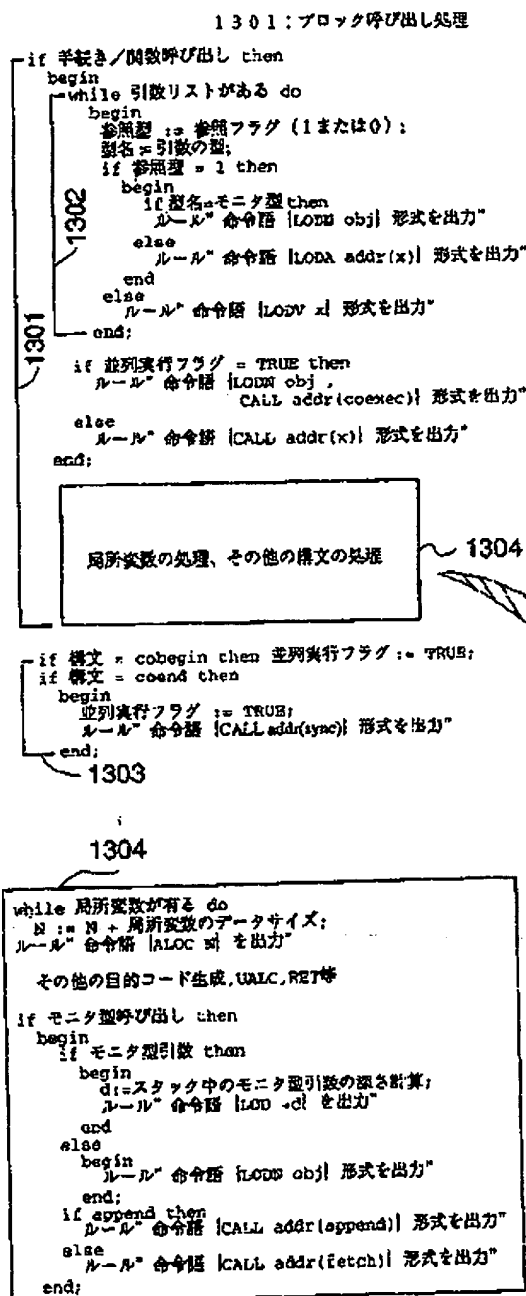 1301:ブロック呼び出し処理
if 手続き/関数呼び出し then
begin
while 引数リストがある do
begin
参照型 := 参照フラグ (1または0);
型名 = 引数の型;
if 参照型 = 1 then
begin
if 型名=モニタ型 then
ルール" 命令語 |LODN obj| 形式を出力"
else
ルール" 命令語 |LODA addr(x)| 形式を出力"
end
else
ルール" 命令語 |LODV x| 形式を出力"
end;
1302
1301
if 並列実行フラグ = TRUE then
ルール" 命令語 |LODN obj ,
CALL addr(coexec)| 形式を出力"
else
ルール" 命令語 |CALL addr(x)| 形式を出力"
end;
局所変数の処理、その他の構文の処理
1304
if 構文 = cobegin then 並列実行フラグ := TRUE;
if 構文 = coend then
begin
並列実行フラグ := TRUE;
ルール" 命令語 |CALL addr(sync)| 形式を出力"
end;
1303
1304
while 局所変数が有る do
N := N + 局所変数のデータサイズ;
ルール" 命令語 |ALOC N| を出力"
その他の目的コード生成,UALC,RET等
if モニタ型呼び出し then
begin
if モニタ型引数 then
begin
d:=スタック中のモニタ型引数の深さ計算;
ルール" 命令語 |LOD -d| を出力"
end
else
begin
ルール" 命令語 |LODN obj| 形式を出力"
end;
if append then
ルール" 命令語 |CALL addr(append)| 形式を出力"
else
ルール" 命令語 |CALL addr(fetch)| 形式を出力"
end;